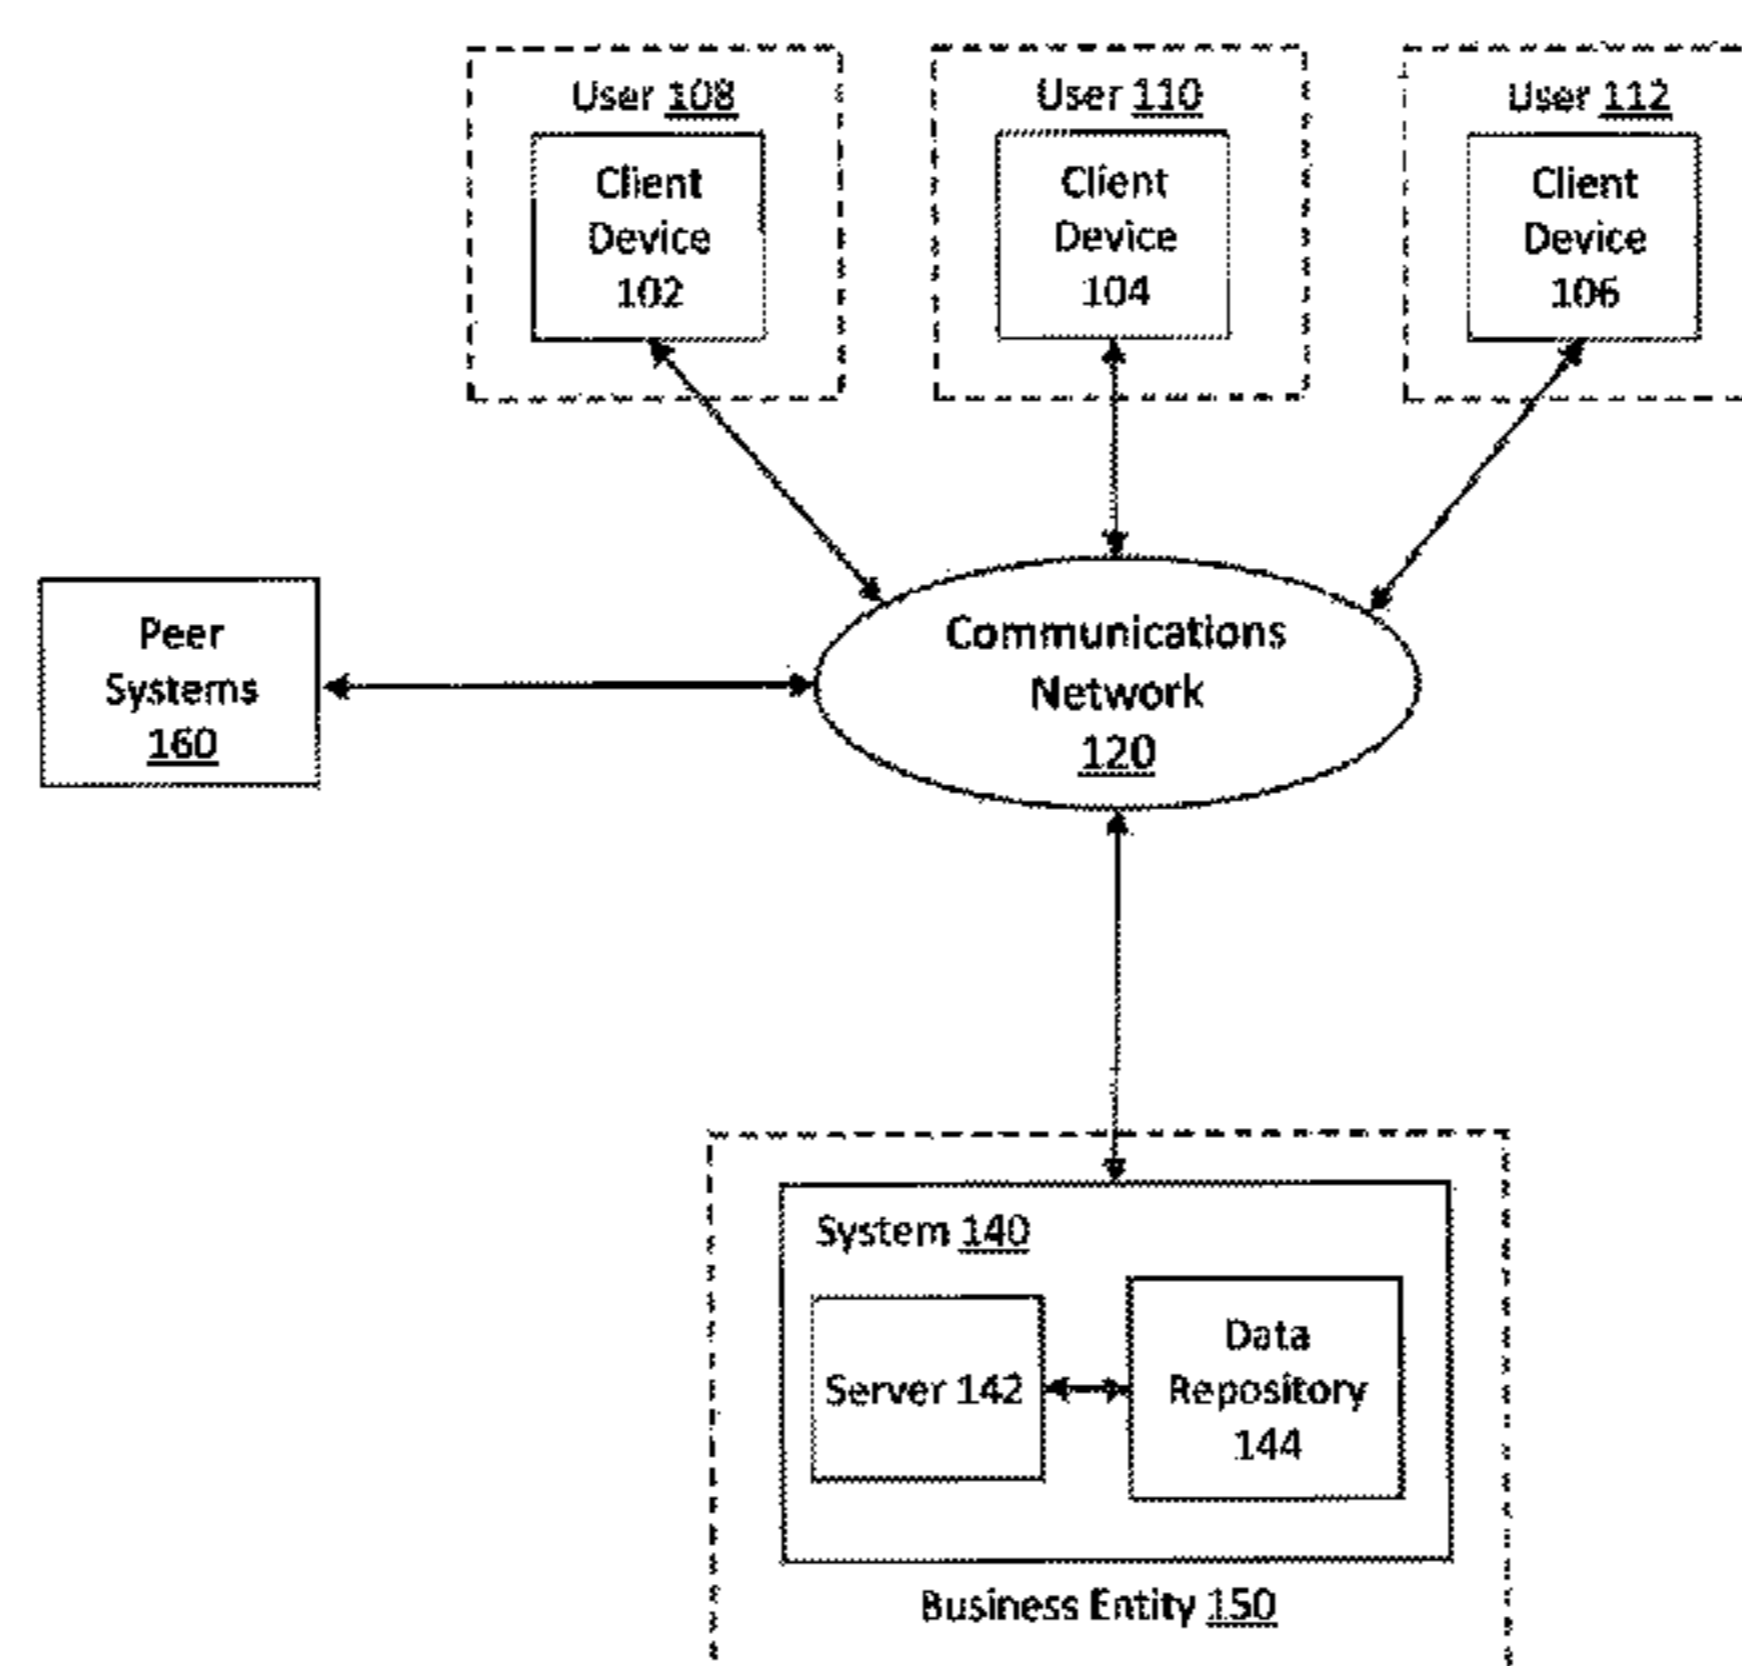 User 108
Client
Device
102
User 110
Client
Device
104
User 112
Client
Device
106
Peer
Systems
160
Communications
Network
120
System 140
Server 142
Data
Repository
144
Business Entity 150